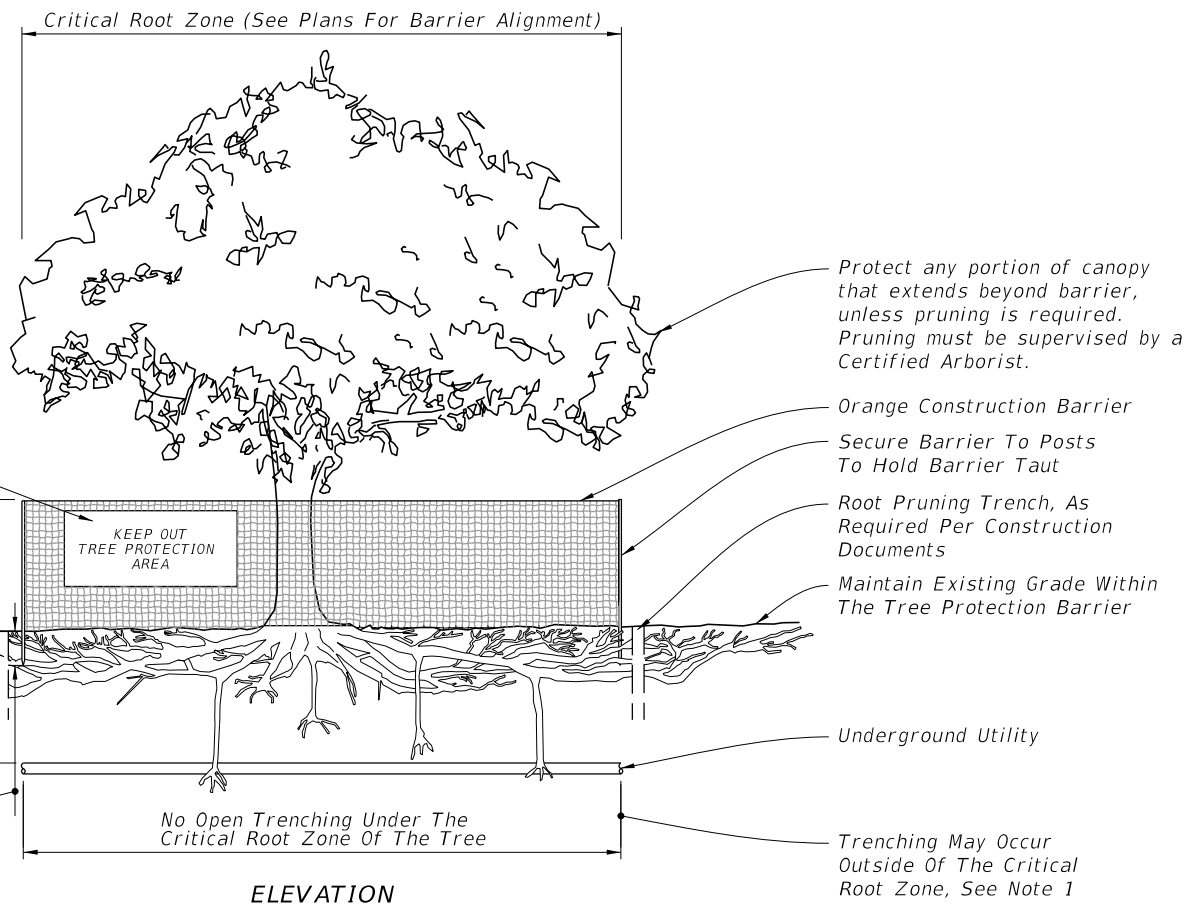 Critical Root Zone (See Plans For Barrier Alignment)
Protect any portion of canopy
that extends beyond barrier,
unless pruning is required.
Pruning must be supervised by a
Certified Arborist.
Orange Construction Barrier
Secure Barrier To Posts
To Hold Barrier Taut
Root Pruning Trench, As
Required Per Construction
Documents
KEEP OUT
TREE PROTECTION
AREA
Maintain Existing Grade Within
The Tree Protection Barrier
Underground Utility
No Open Trenching Under The
Critical Root Zone Of The Tree
Trenching May Occur
Outside Of The Critical
Root Zone, See Note 1
ELEVATION